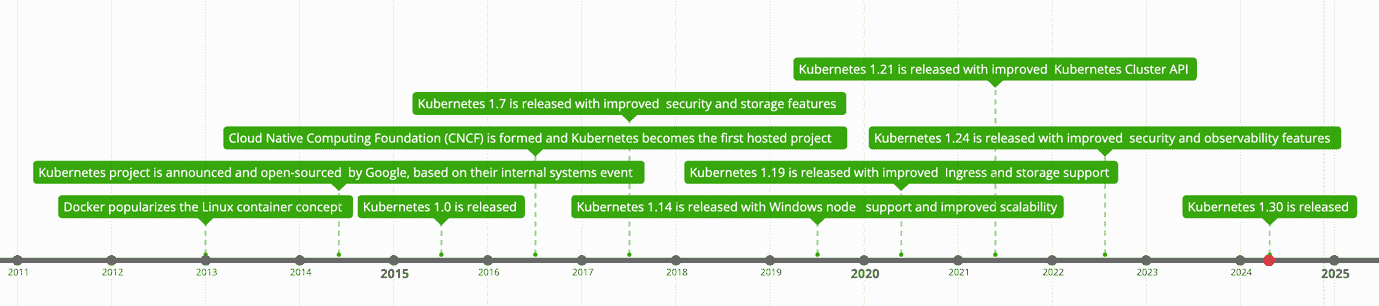 Kubernetes 1.21 is released with improved Kubernetes Cluster API
Kubernetes 1.7 is released with improved security and storage features
Cloud Native Computing Foundation (CNCF) is formed and Kubernetes becomes the first hosted project
Kubernetes 1.24 is released with improved security and observability features
Kubernetes project is announced and open-sourced by Google, based on their internal systems event
Kubernetes 1.19 is released with improved Ingress and storage support
Docker popularizes the Linux container concept
Kubernetes 1.0 is released
Kubernetes 1.14 is released with Windows node support and improved scalability
Kubernetes 1.30 is released
2011 2012 2013 2014 2015 2016 2017 2018 2019 2020 2021 2022 2023 2024 2025